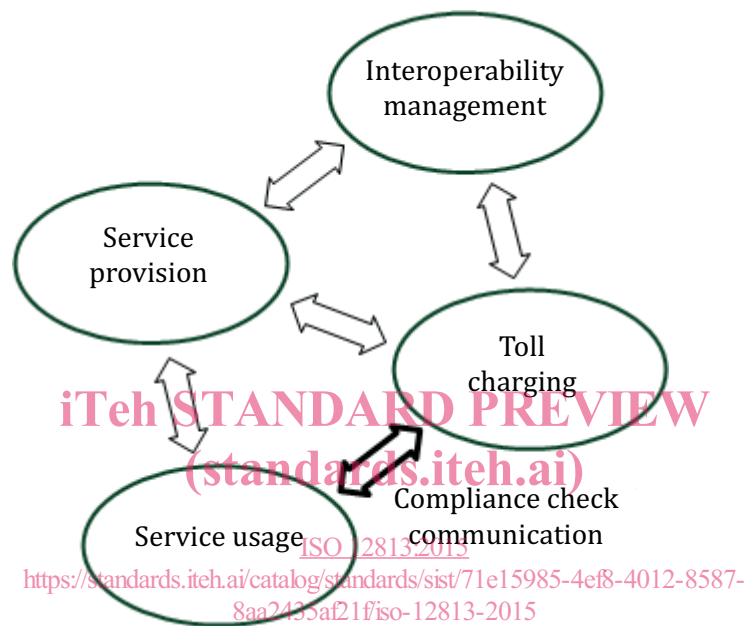 Interoperability
management
Service
provision
Toll
charging
iTeh STANDARD PREVIEW
(standards.iteh.ai)
Compliance check
communication
Service usage
ISO 12813:2015
https://standards.iteh.ai/catalog/standards/sist/71e15985-4ef8-4012-8587-
8aa2435af21f/iso-12813-2015